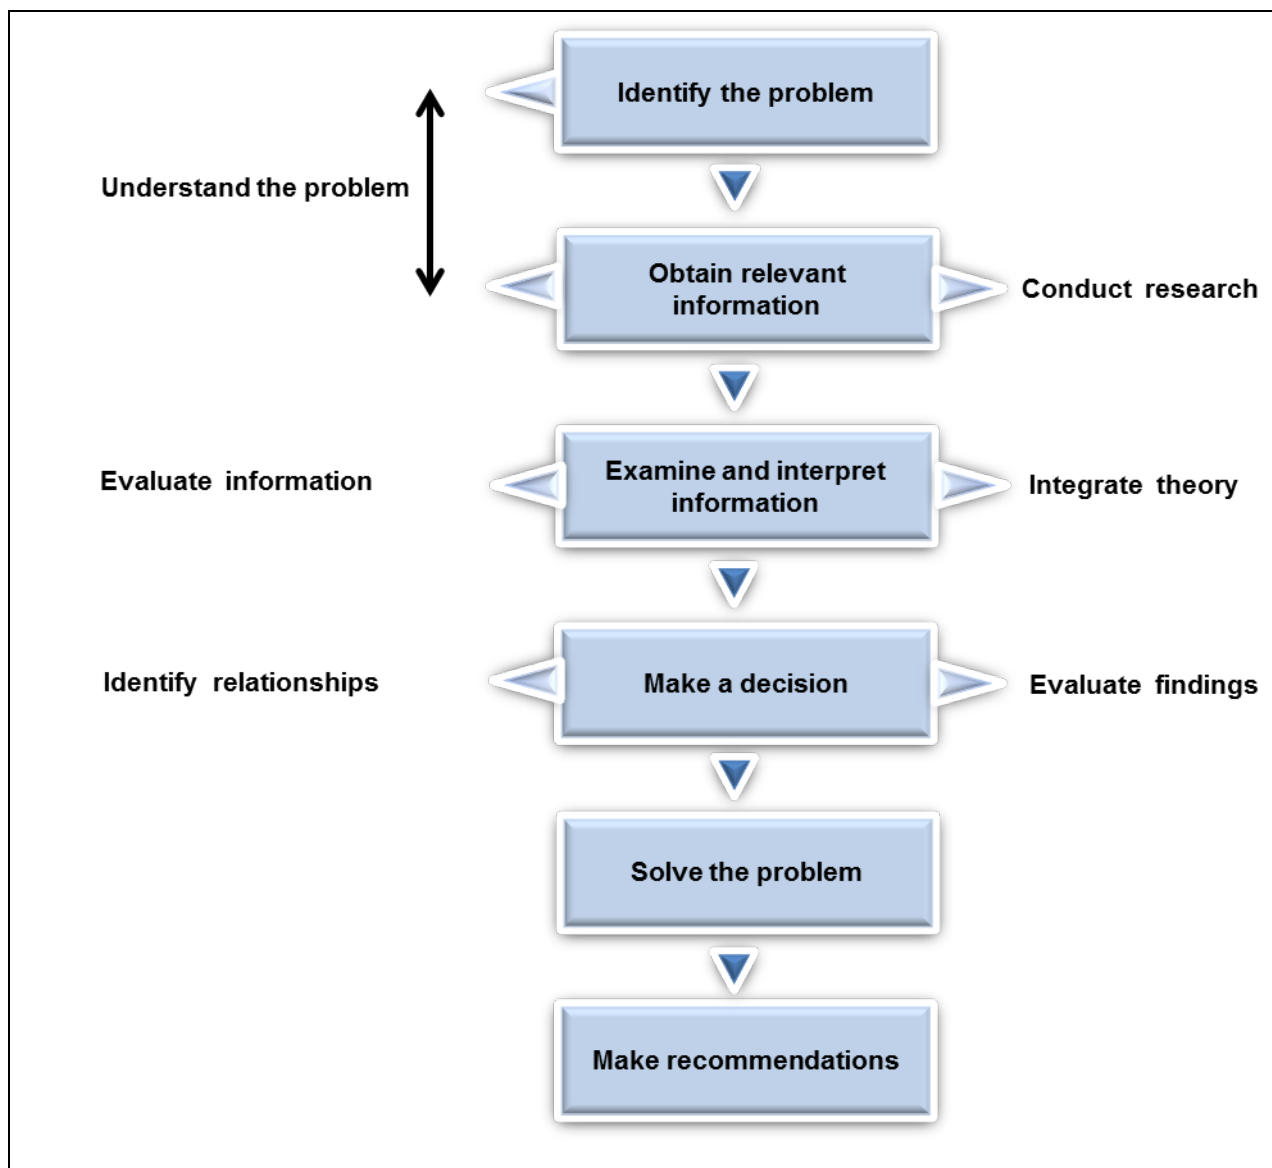 Identify the problem
Understand the problem
Obtain relevant
information
Conduct research
Evaluate information
Examine and interpret
information
Integrate theory
Identify relationships
Make a decision
Evaluate findings
Solve the problem
Make recommendations